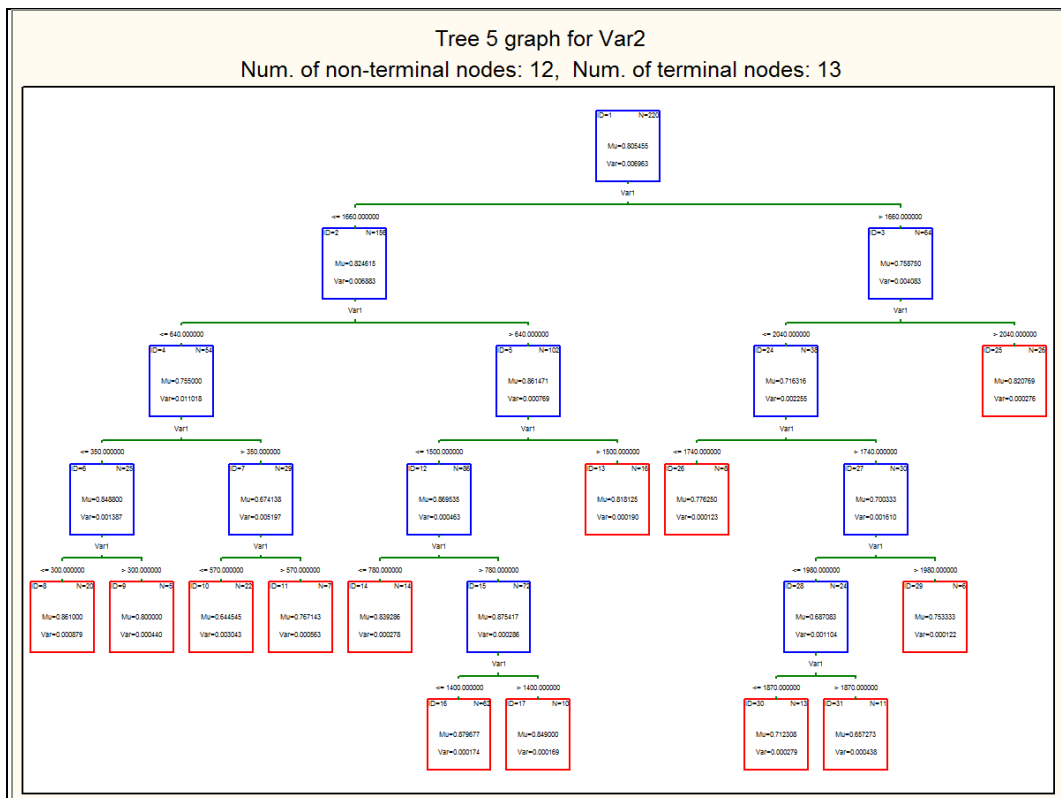 Tree 5 graph for Var2
Num. of non-terminal nodes: 12, Num. of terminal nodes: 13
ID=1 N=220
Mu=0.805455
Var=0.006963
Var1
<= 1660.000000 > 1660.000000
ID=2 N=156 ID=3 N=64
Mu=0.824615 Mu=0.758750
Var=0.006883 Var=0.004083
Var1 Var1
<= 640.000000 > 640.000000 <= 2040.000000 > 2040.000000
ID=4 N=54 ID=5 N=102 ID=24 N=38 ID=25 N=26
Mu=0.755000 Mu=0.861471 Mu=0.716316 Mu=0.820769
Var=0.011018 Var=0.000769 Var=0.002255 Var=0.000276
Var1 Var1 Var1
<= 350.000000 > 350.000000 <= 1500.000000 > 1500.000000 <= 1740.000000 > 1740.000000
ID=6 N=25 ID=7 N=29 ID=12 N=86 ID=13 N=16 ID=26 N=8 ID=27 N=30
Mu=0.848800 Mu=0.674138 Mu=0.869535 Mu=0.818125 Mu=0.776250 Mu=0.700333
Var=0.001387 Var=0.005197 Var=0.000463 Var=0.000190 Var=0.000123 Var=0.001610
Var1 Var1 Var1 Var1
<= 300.000000 > 300.000000 <= 570.000000 > 570.000000 <= 780.000000 > 780.000000 <= 1980.000000 > 1980.000000
ID=8 N=20 ID=9 N=5 ID=10 N=22 ID=11 N=7 ID=14 N=14 ID=15 N=72 ID=28 N=24 ID=29 N=6
Mu=0.861000 Mu=0.800000 Mu=0.644545 Mu=0.767143 Mu=0.839286 Mu=0.875417 Mu=0.687083 Mu=0.753333
Var=0.000879 Var=0.000440 Var=0.003043 Var=0.000563 Var=0.000278 Var=0.000286 Var=0.001104 Var=0.000122
Var1 Var1
<= 1400.000000 > 1400.000000 <= 1870.000000 > 1870.000000
ID=16 N=62 ID=17 N=10 ID=30 N=13 ID=31 N=11
Mu=0.879677 Mu=0.849000 Mu=0.712308 Mu=0.657273
Var=0.000174 Var=0.000169 Var=0.000279 Var=0.000438